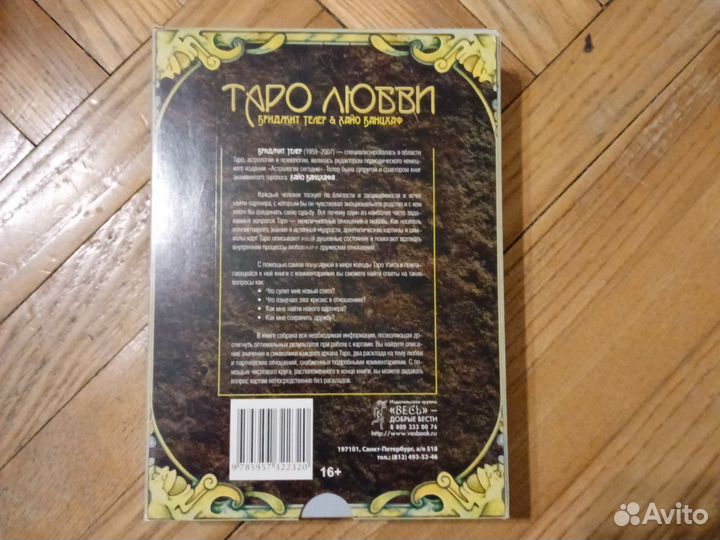 ТАРО ЛЮБВИ
БРИДЖИТ ТЕЛЕР & ХАЙО БАНЦХАФ
БРИДЖИТ ТЕЛЕР (1959–2007) — специализировалась в области
Таро, астрологии и психологии, являлась редактором периодического немец-
кого издания «Астрология сегодня». Телер была супругой и соавтором книг
знаменитого таролога ХАЙО БАНЦХАФА
Каждый человек тоскует по близости и защищённости и хочет
найти партнера, с которым бы он чувствовал эмоциональное родство и с кем
хотел бы соединить свою судьбу. Вот почему один из наиболее часто зада-
ваемых вопросов Таро — межличностные отношения и любовь. Как носитель
коллективного знания и истинной мудрости, архетипические картины и сим-
волы карт Таро описывают наши душевные состояния и помогают осознать
внутренние процессы любовных и дружеских отношений.
С помощью самой популярной в мире колоды Таро Уэйта и прила-
гающейся к ней книги с комментариями вы сможете найти ответы на такие
вопросы как:
• Что сулит мне новый союз?
• Что означает этот кризис в отношениях?
• Как мне найти нового партнера?
• Как мне сохранить дружбу?
В книге собрана вся необходимая информация, позволяющая до-
стигнуть оптимальных результатов при работе с картами. Вы найдете описа-
ние значения и символики каждого аркана Таро, два расклада на тему любви
и партнерских отношений, снабженных подробными комментариями. С по-
мощью числового круга, расположенного в конце книги, вы можете задавать
вопрос картам непосредственно без раскладов.
Издательская группа
«ВЕСЬ» —
ДОБРЫЕ ВЕСТИ
8 800 333 00 76
http://www.vesbook.ru
197101, Санкт-Петербург, а/я 518
тел.: (812) 493-52-46
9 785957 322320
16+
Avito